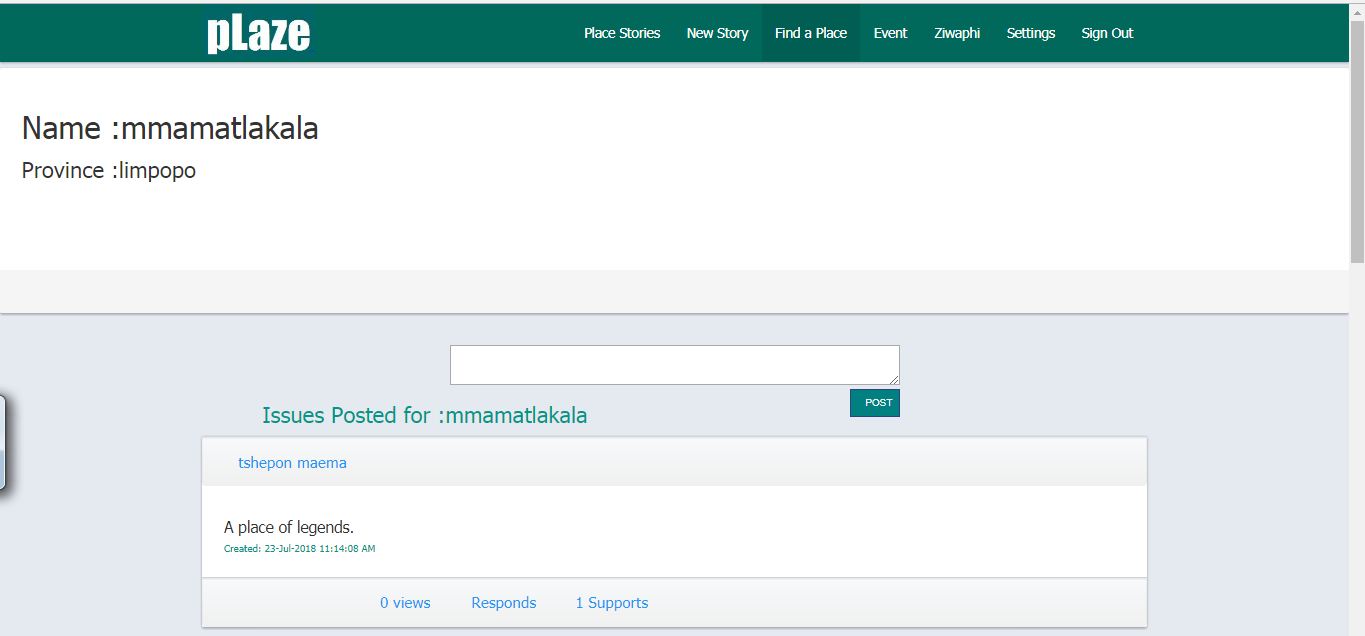 pLaze Place Stories New Story Find a Place Event Ziwaphi Settings Sign Out
Name :mmamatlakala
Province :limpopo
POST
Issues Posted for :mmamatlakala
tshepon maema
A place of legends.
Created: 23-Jul-2018 11:14:08 AM
0 views Responds 1 Supports